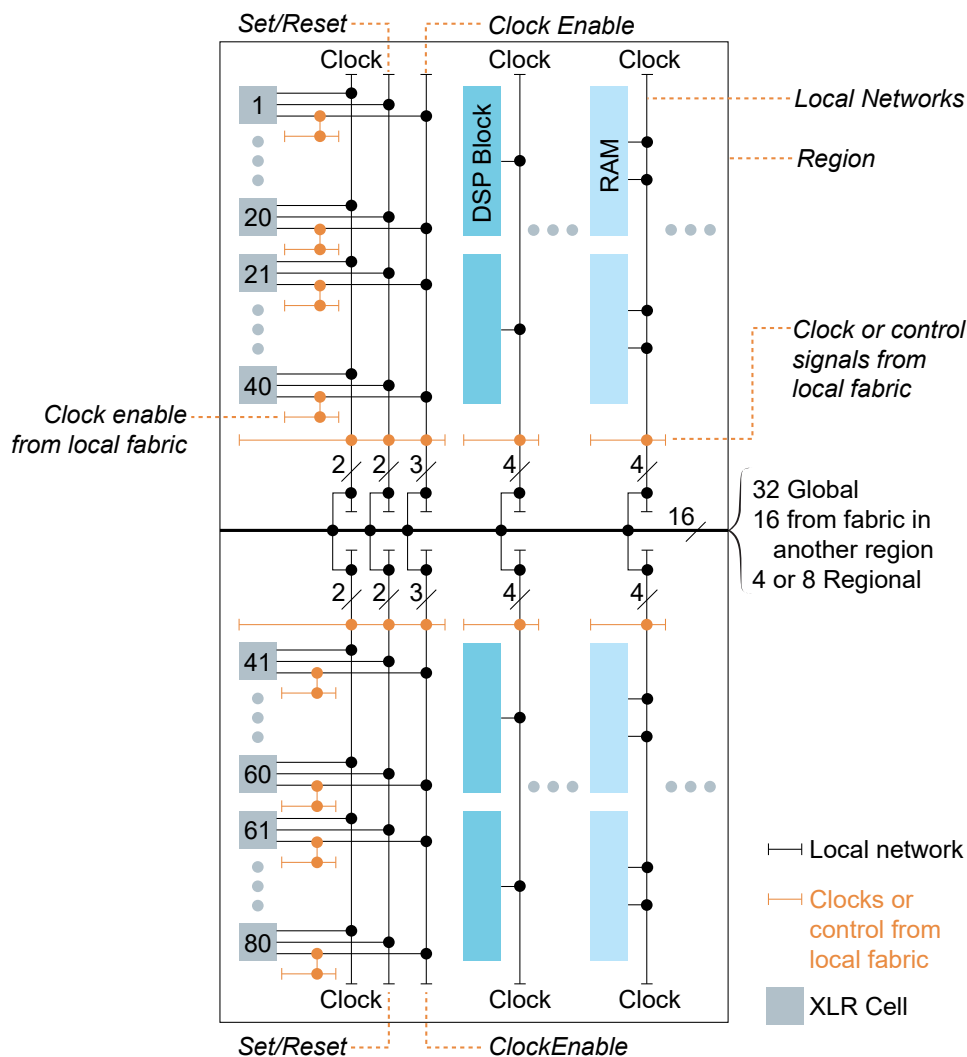 Set/Reset
Clock Enable
Clock
Clock
Clock
1
DSP Block
RAM
Local Networks
Region
20
21
40
Clock or control
signals from
local fabric
Clock enable
from local fabric
2
2
3
4
4
16
32 Global
16 from fabric in
another region
4 or 8 Regional
2
2
3
4
4
41
60
61
80
Local network
Clocks or
control from
local fabric
XLR Cell
Clock
Clock
Clock
Set/Reset
ClockEnable